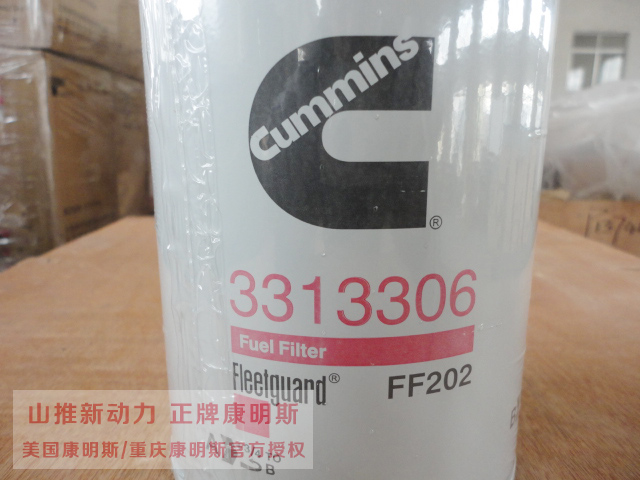 Cummins
®
3313306
Fuel Filter
Fleetguard® FF202
山推新动力 正牌康明斯
美国康明斯/重庆康明斯官方授权